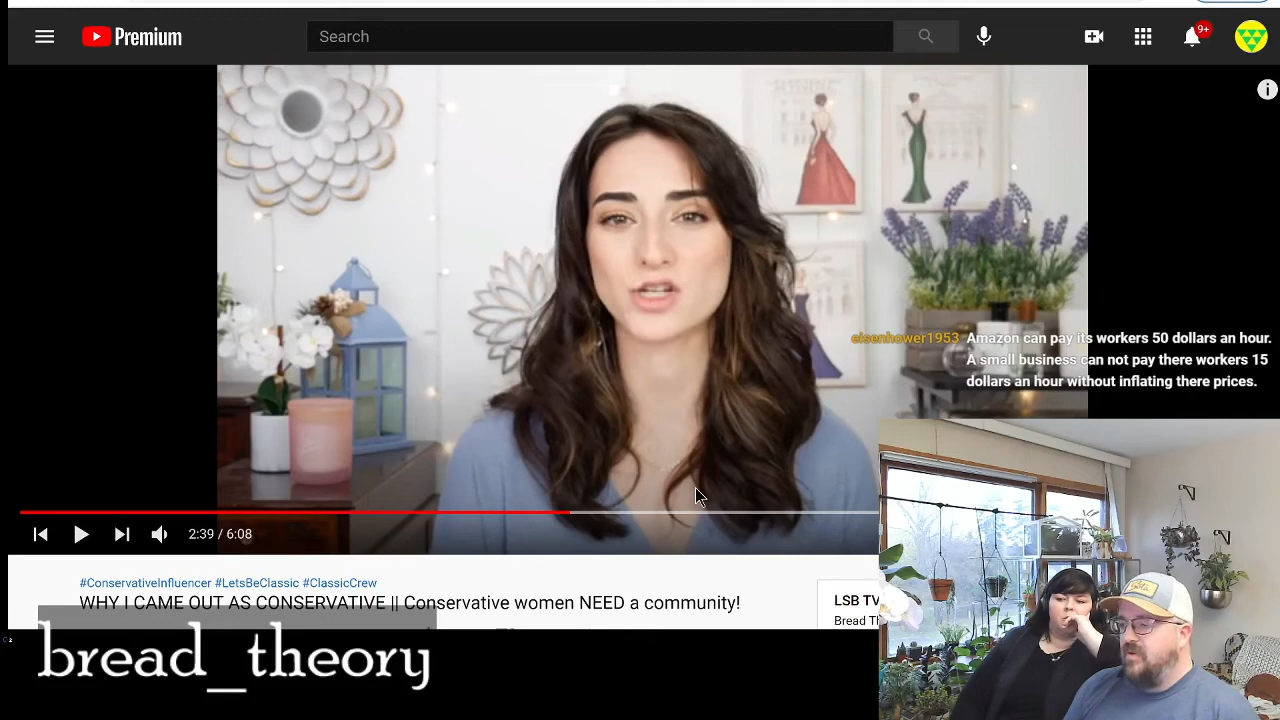 Premium
Search
9+
eisenhower1953 Amazon can pay its workers 50 dollars an hour.
A small business can not pay there workers 15
dollars an hour without inflating there prices.
2:39 / 6:08
#ConservativeInfluencer #LetsBeClassic #ClassicCrew
WHY I CAME OUT AS CONSERVATIVE || Conservative women NEED a community!
LSB TV
Bread Th
bread_theory